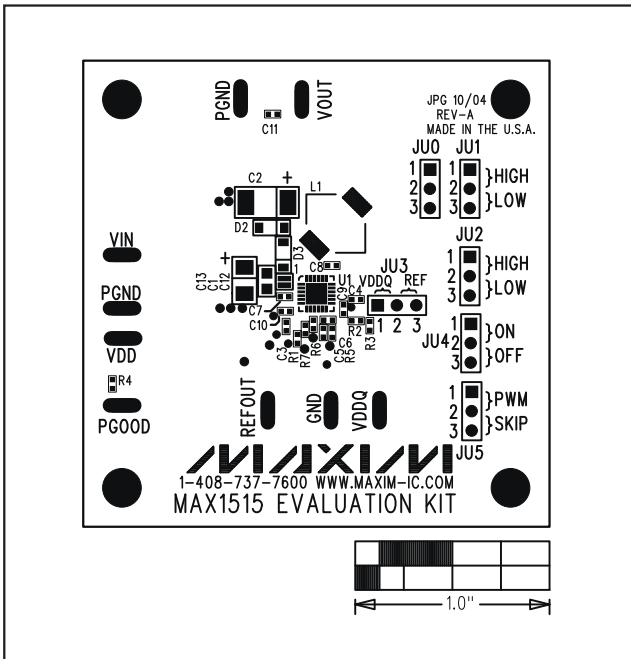 PGND
VOUT
C11
JPG 10/04
REV-A
MADE IN THE U.S.A.
JU0 JU1
1 1 }HIGH
2 2
3 3 }LOW
C2 +
L1
D2
D3
VIN
JU2
1 }HIGH
2
3 }LOW
+
C13
C1
C12
C8
1
U1
JU3
VDDQ REF
1 2 3
C9
C4
PGND
C7
C10
VDD
C3
R1
R7
R6
C5
C6
R5
R2
R3
JU4
1 }ON
2
3 }OFF
R4
PGOOD
REFOUT
GND
VDDQ
1 }PWM
2
3 }SKIP
JU5
MAXIM
1-408-737-7600 WWW.MAXIM-IC.COM
MAX1515 EVALUATION KIT
1.0"